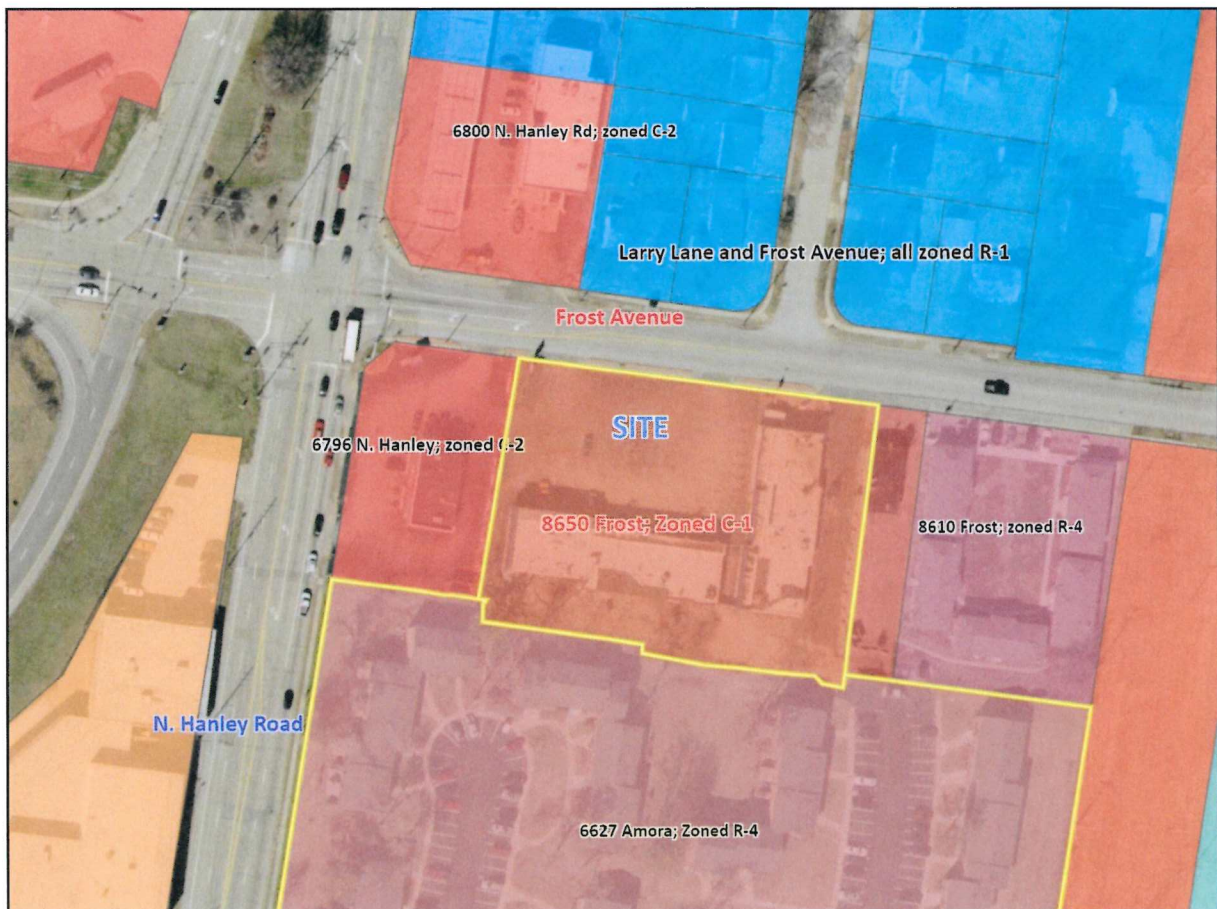 6800 N. Hanley Rd; zoned C-2
Larry Lane and Frost Avenue; all zoned R-1
Frost Avenue
SITE
6796 N. Hanley; zoned C-2
8650 Frost; Zoned C-1
8610 Frost; zoned R-4
N. Hanley Road
6627 Amora; Zoned R-4